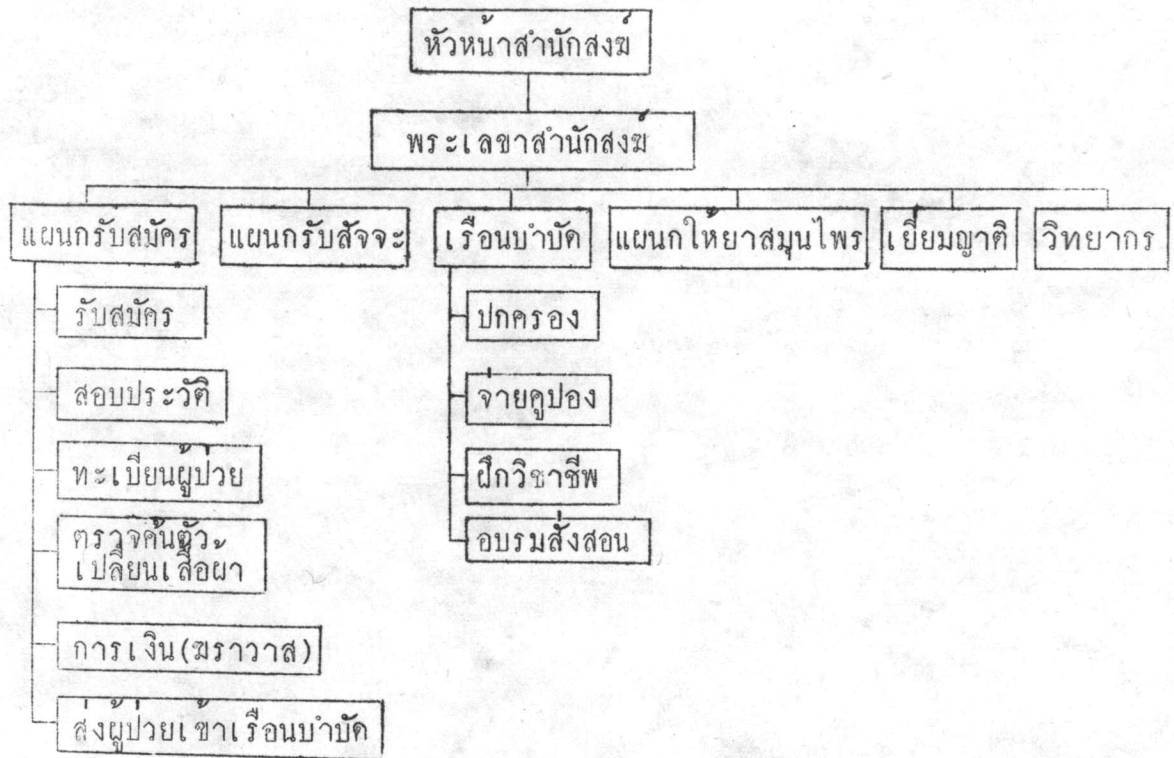 หัวหน้าสำนักสงฆ์
พระเลขาสำนักสงฆ์
แผนกรับสมัคร
แผนกรับสัจจะ
เรือนบำบัด
แผนกให้ยาสมุนไพร
เยี่ยมญาติ
วิทยากร
รับสมัคร
สอบประวัติ
ทะเบียนผู้ป่วย
ตรวจค้นตัว
เปลี่ยนเสื้อผ้า
การเงิน(ฆราวาส)
ส่งผู้ป่วยเข้าเรือนบำบัด
ปกครอง
จ่ายคูปอง
ฝึกวิชาชีพ
อบรมสั่งสอน